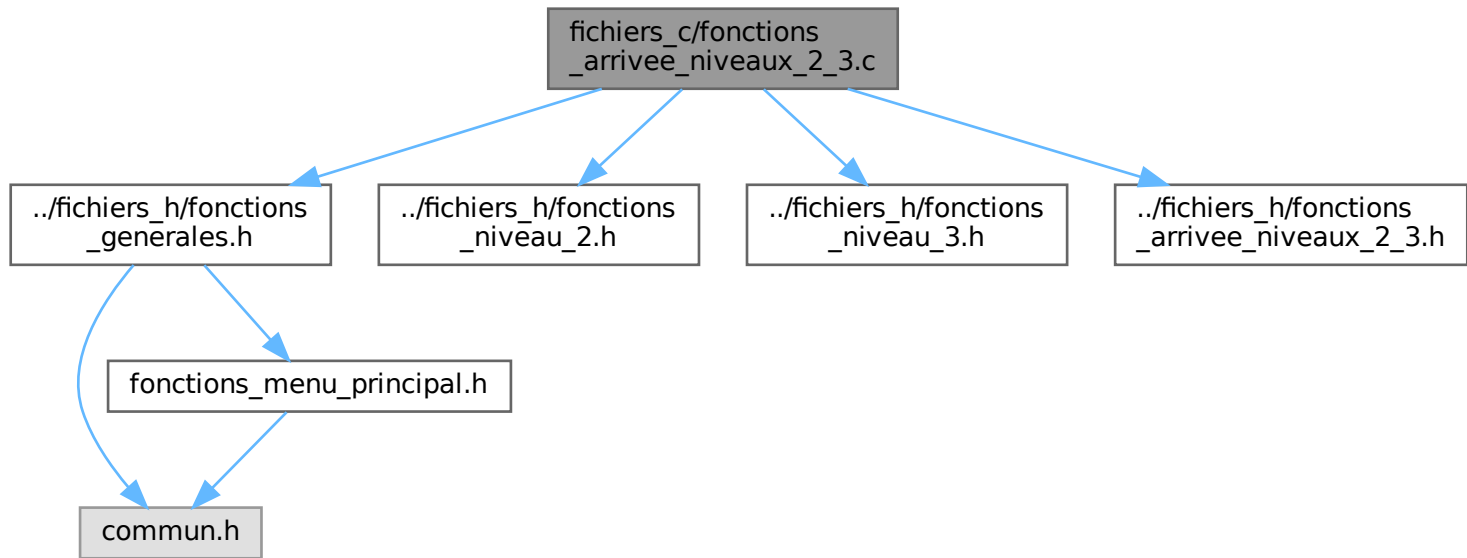 fichiers_c/fonctions
_arrivee_niveaux_2_3.c
../fichiers_h/fonctions
_generales.h
../fichiers_h/fonctions
_niveau_2.h
../fichiers_h/fonctions
_niveau_3.h
../fichiers_h/fonctions
_arrivee_niveaux_2_3.h
fonctions_menu_principal.h
commun.h